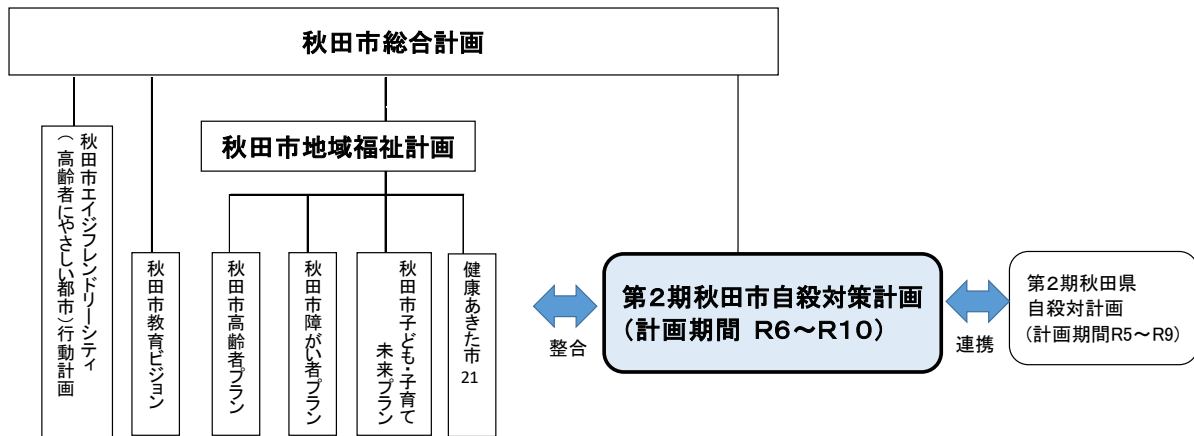 秋田市総合計画
秋田市地域福祉計画
秋田市エイジフレンドリーシティ
(高齢者にやさしい都市)行動計画
秋田市教育ビジョン
秋田市高齢者プラン
秋田市障がい者プラン
秋田市子ども・子育て
未来プラン
健康あきた市
21
整合
第2期秋田市自殺対策計画
(計画期間 R6～R10)
連携
第2期秋田県
自殺対計画
(計画期間R5～R9)